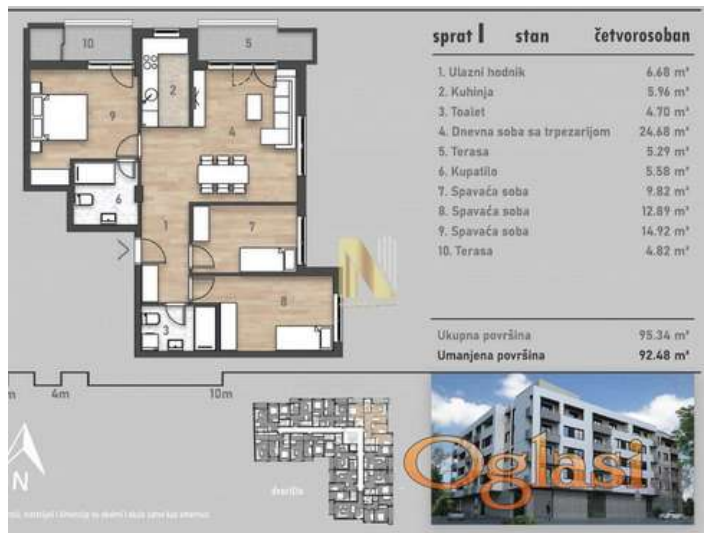 sprat I stan četvorosoban
1. Ulazni hodnik 6.68 m²
2. Kuhinja 5.96 m²
3. Toalet 4.70 m²
4. Dnevna soba sa trpezarijom 24.68 m²
5. Terasa 5.29 m²
6. Kupatilo 5.58 m²
7. Spavaća soba 9.82 m²
8. Spavaća soba 12.89 m²
9. Spavaća soba 14.92 m²
10. Terasa 4.82 m²
Ukupna površina 95.34 m²
Umanjena površina 92.48 m²
10
5
2
9
4
6
7
1
8
3
m 4m 10m
N
dvorište
Oglasi